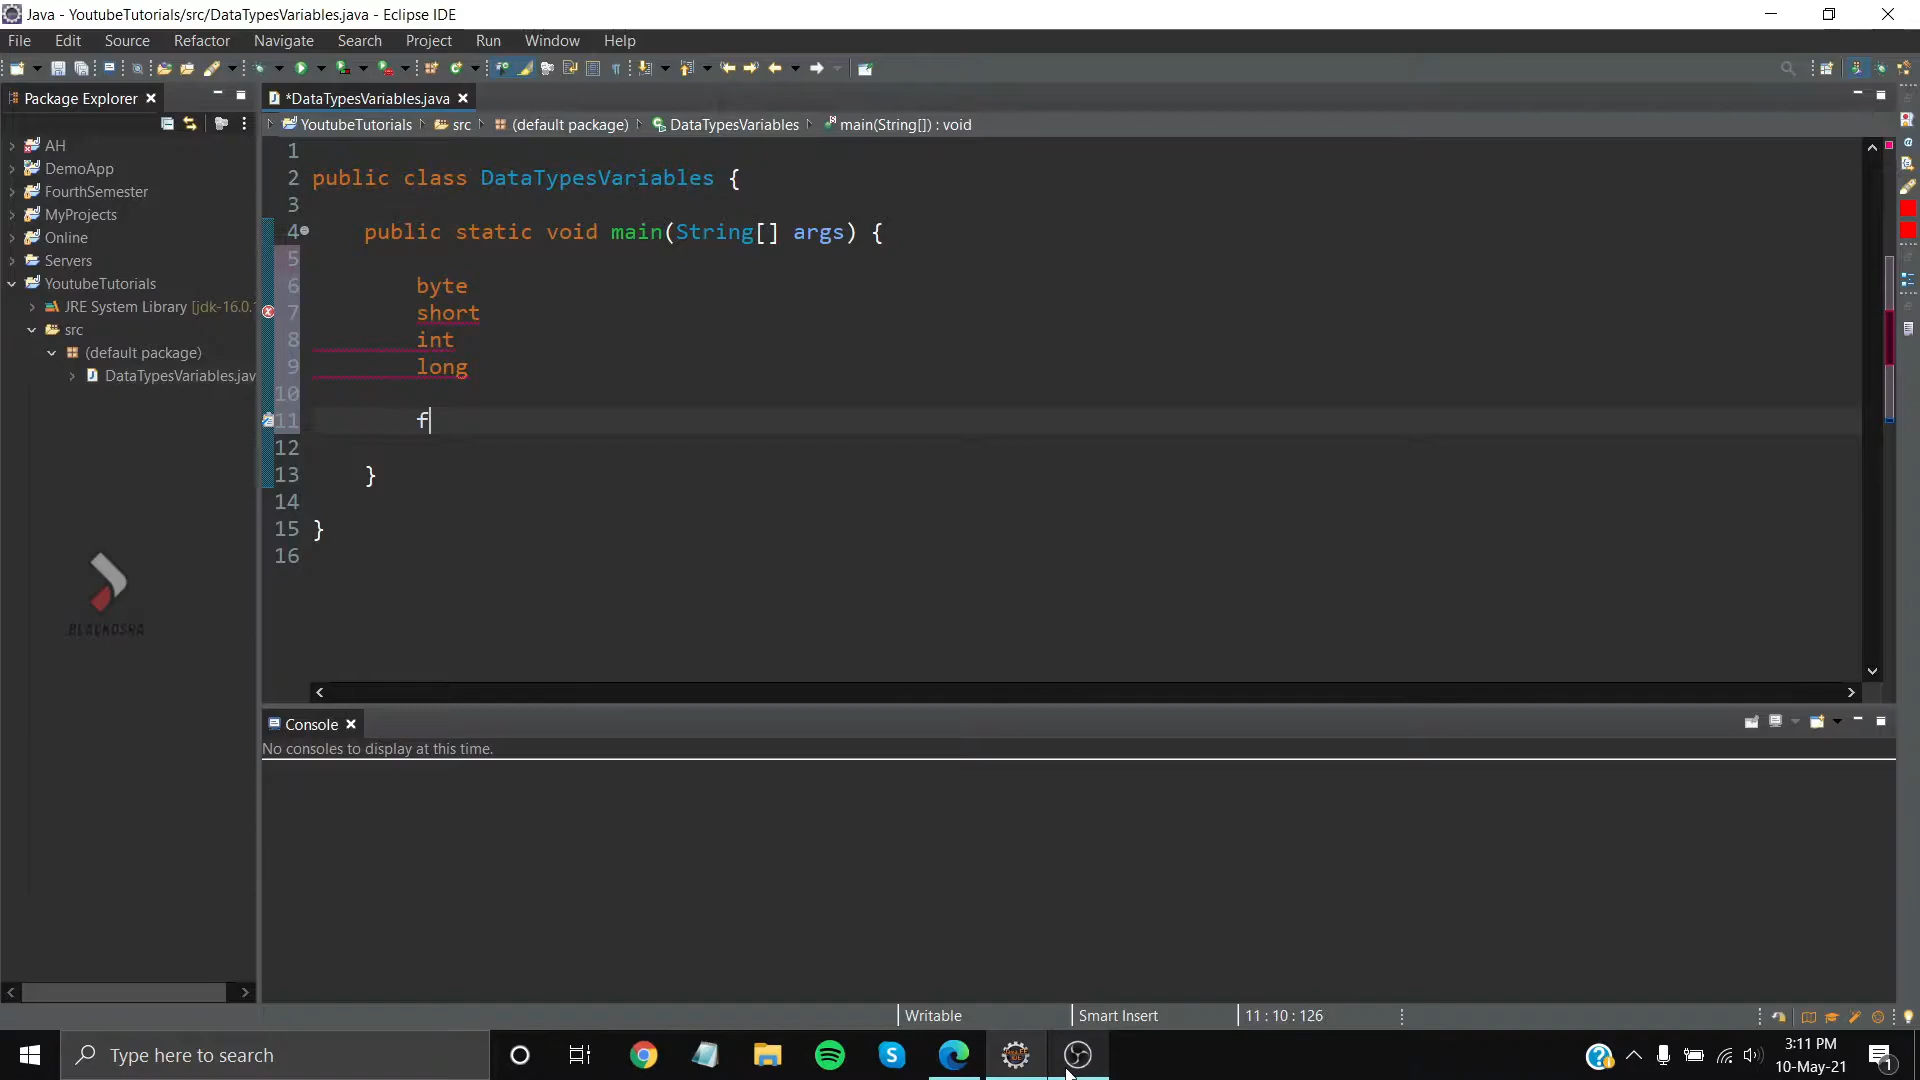 Java - YoutubeTutorials/src/DataTypesVariables.java - Eclipse IDE
File Edit Source Refactor Navigate Search Project Run Window Help
Package Explorer
*DataTypesVariables.java
YoutubeTutorials src (default package) DataTypesVariables main(String[]) : void
AH
DemoApp
FourthSemester
MyProjects
Online
Servers
YoutubeTutorials
JRE System Library [jdk-16.0.
src
(default package)
DataTypesVariables.jav
1
2 public class DataTypesVariables {
3
4 public static void main(String[] args) {
5
6 byte
7 short
8 int
9 long
10
11 f
12
13 }
14
15 }
16
Console
No consoles to display at this time.
Writable Smart Insert 11 : 10 : 126
Type here to search
3:11 PM
10-May-21
1